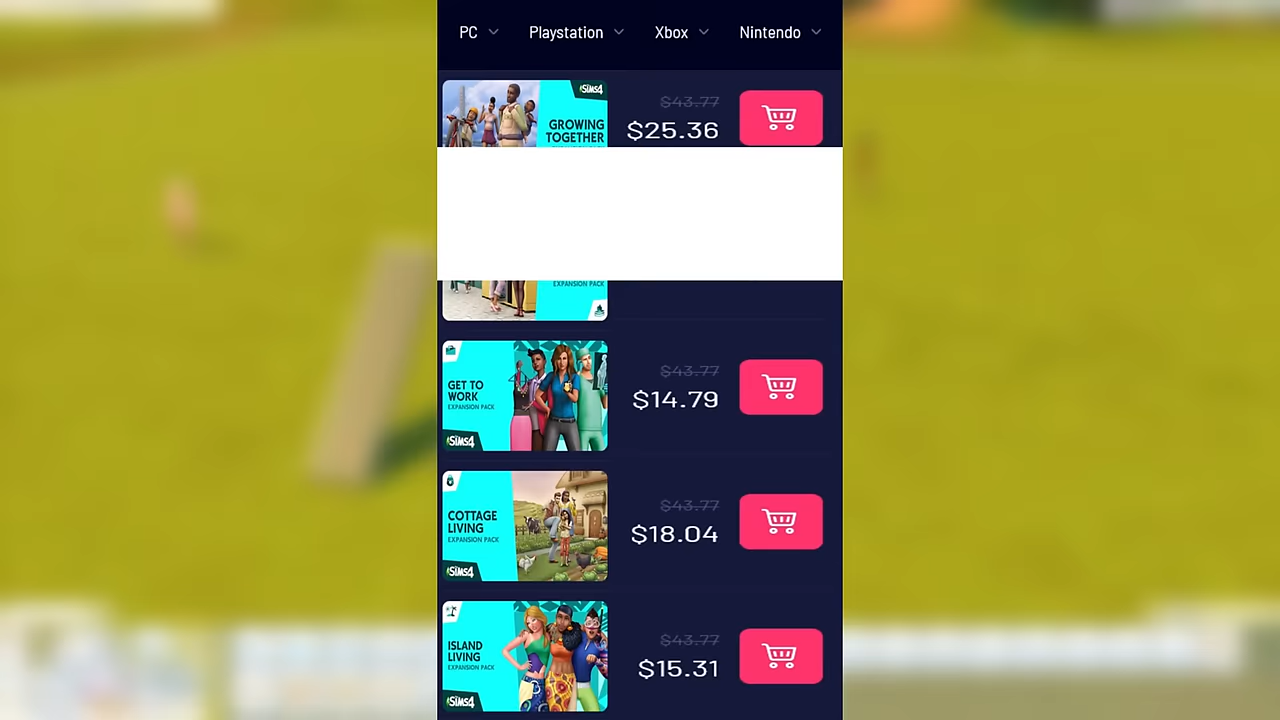 PC
Playstation
Xbox
Nintendo
SiMS4
GROWING
TOGETHER
$43.77
$25.36
EXPANSION PACK
GET TO
WORK
EXPANSION PACK
SiMS4
$43.77
$14.79
COTTAGE
LIVING
EXPANSION PACK
SiMS4
$43.77
$18.04
ISLAND
LIVING
EXPANSION PACK
SiMS4
$43.77
$15.31